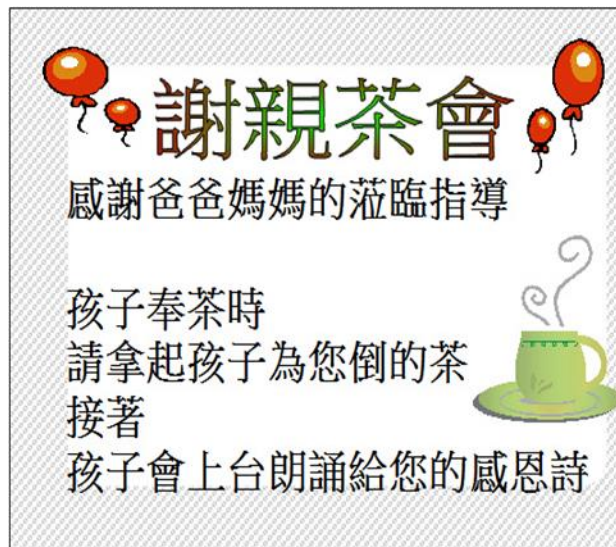 謝親茶會
感謝爸爸媽媽的蒞臨指導
孩子奉茶時
請拿起孩子為您倒的茶
接著
孩子會上台朗誦給您的感恩詩